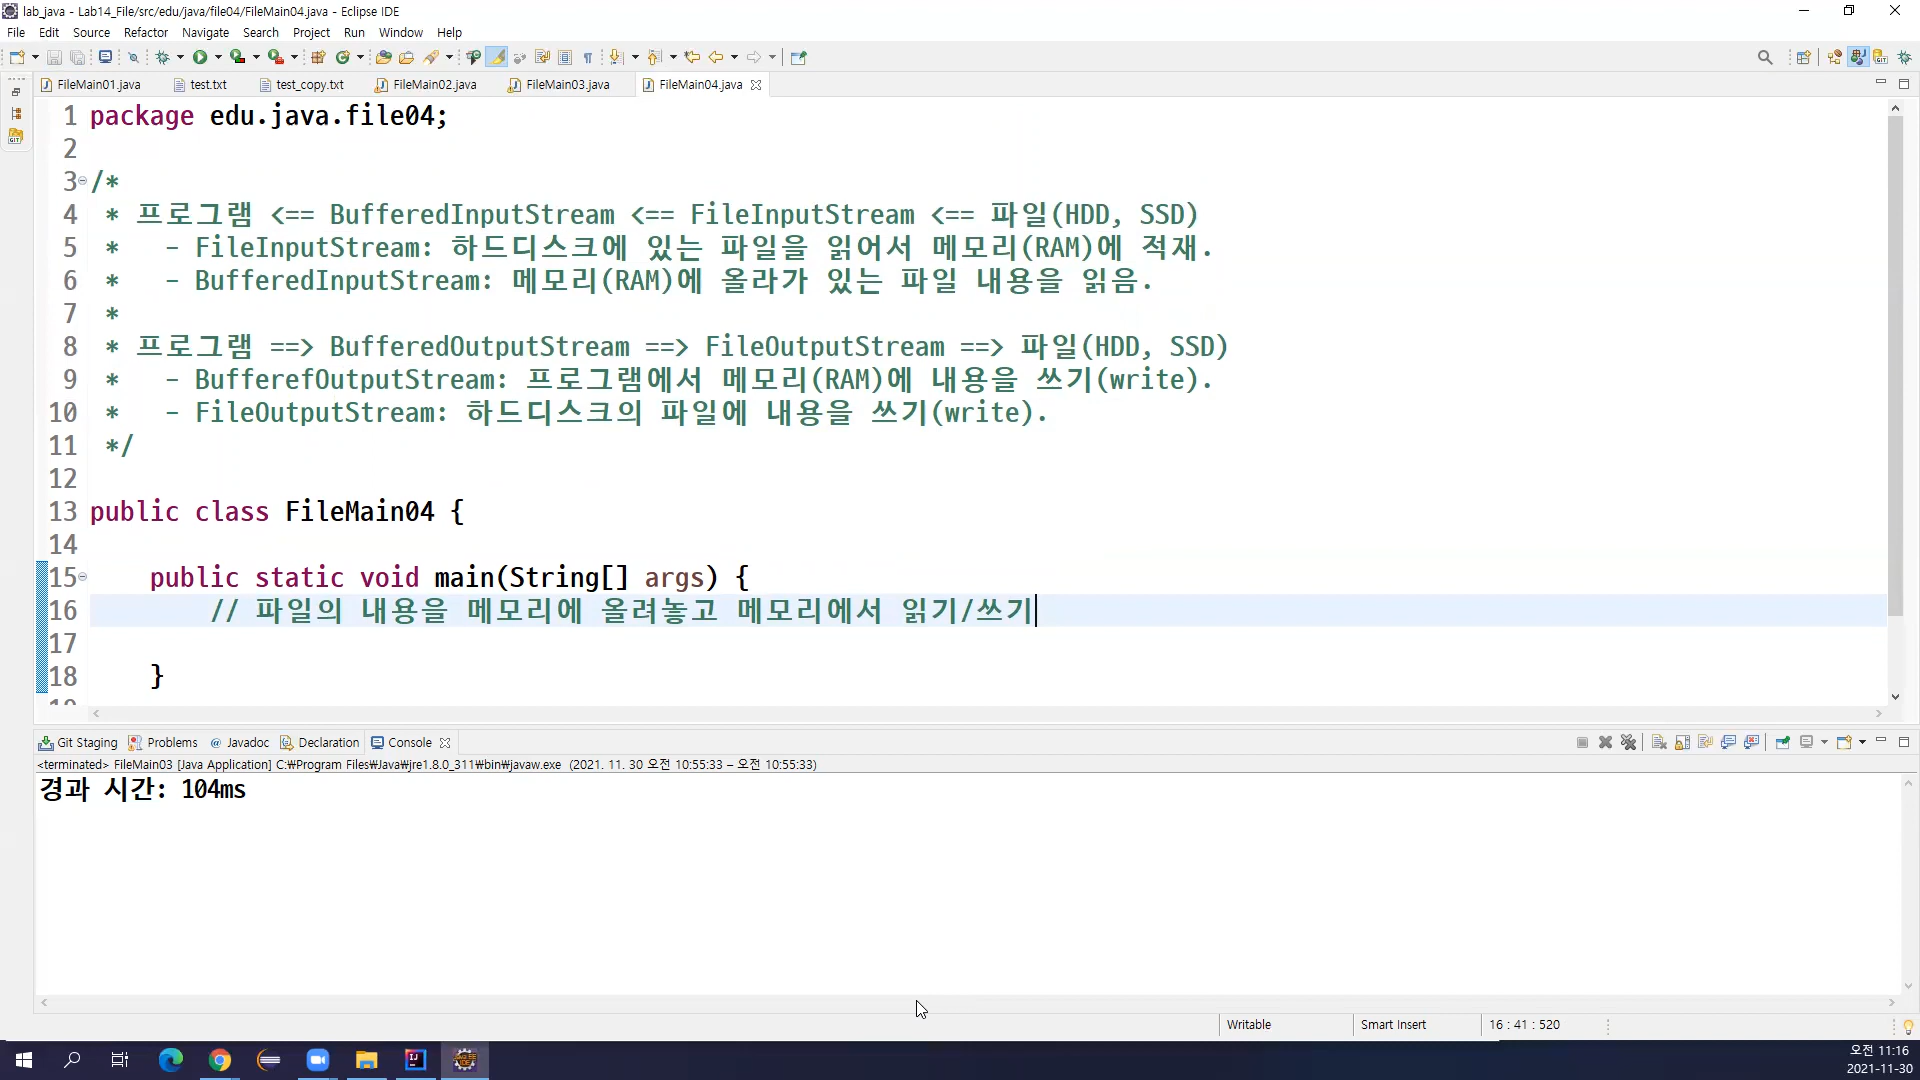 lab_java - Lab14_File/src/edu/java/file04/FileMain04.java - Eclipse IDE
File Edit Source Refactor Navigate Search Project Run Window Help
FileMain01.java test.txt test_copy.txt FileMain02.java FileMain03.java FileMain04.java
1 package edu.java.file04;
2
3 /*
4 * 프로그램 <== BufferedInputStream <== FileInputStream <== 파일(HDD, SSD)
5 * - FileInputStream: 하드디스크에 있는 파일을 읽어서 메모리(RAM)에 적재.
6 * - BufferedInputStream: 메모리(RAM)에 올라가 있는 파일 내용을 읽음.
7 *
8 * 프로그램 ==> BufferedOutputStream ==> FileOutputStream ==> 파일(HDD, SSD)
9 * - BufferefOutputStream: 프로그램에서 메모리(RAM)에 내용을 쓰기(write).
10 * - FileOutputStream: 하드디스크의 파일에 내용을 쓰기(write).
11 */
12
13 public class FileMain04 {
14
15 public static void main(String[] args) {
16 // 파일의 내용을 메모리에 올려놓고 메모리에서 읽기/쓰기
17
18 }
Git Staging Problems @ Javadoc Declaration Console
<terminated> FileMain03 [Java Application] C:₩Program Files₩Java₩jre1.8.0_311₩bin₩javaw.exe (2021. 11. 30 오전 10:55:33 – 오전 10:55:33)
경과 시간: 104ms
Writable Smart Insert 16 : 41 : 520
오전 11:16
2021-11-30